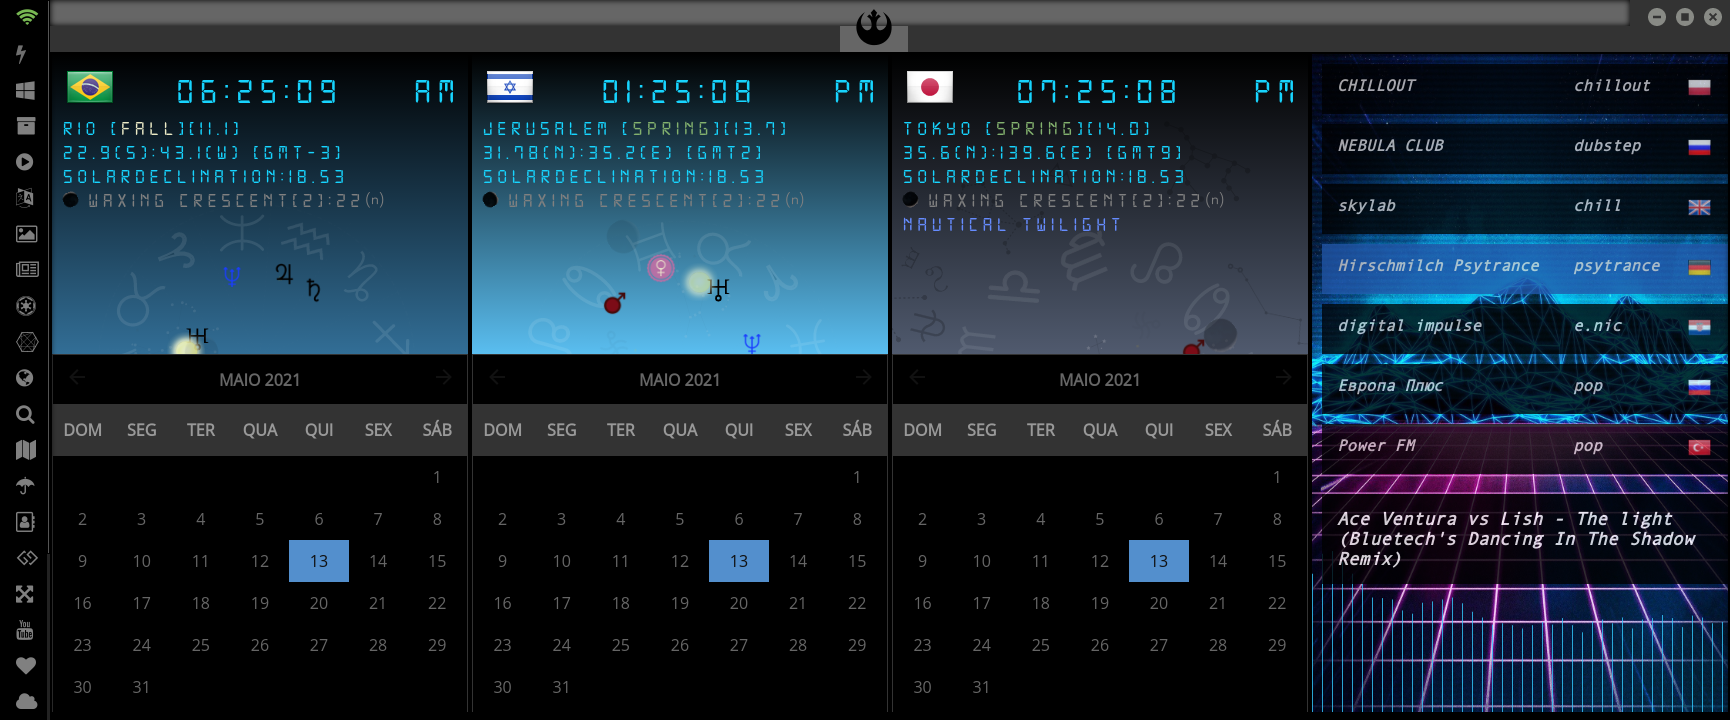 06:25:09 AM
RIO [FALL][11.1]
22.9(S):43.1(W) [GMT-3]
SOLARDECLINATION:18.53
WAXING CRESCENT[2]:22(n)
MAIO 2021
DOM SEG TER QUA QUI SEX SÁB
1
2 3 4 5 6 7 8
9 10 11 12 13 14 15
16 17 18 19 20 21 22
23 24 25 26 27 28 29
30 31
01:25:08 PM
JERUSALEM [SPRING][13.7]
31.78(N):35.2(E) [GMT2]
SOLARDECLINATION:18.53
WAXING CRESCENT[2]:22(n)
MAIO 2021
DOM SEG TER QUA QUI SEX SÁB
1
2 3 4 5 6 7 8
9 10 11 12 13 14 15
16 17 18 19 20 21 22
23 24 25 26 27 28 29
30 31
07:25:08 PM
TOKYO [SPRING][14.0]
35.6(N):139.6(E) [GMT9]
SOLARDECLINATION:18.53
WAXING CRESCENT[2]:22(n)
NAUTICAL TWILIGHT
MAIO 2021
DOM SEG TER QUA QUI SEX SÁB
1
2 3 4 5 6 7 8
9 10 11 12 13 14 15
16 17 18 19 20 21 22
23 24 25 26 27 28 29
30 31
CHILLOUT chillout
NEBULA CLUB dubstep
skylab chill
Hirschmilch Psytrance psytrance
digital impulse e.nic
Европа Плюс pop
Power FM pop
Ace Ventura vs Lish - The light
(Bluetech's Dancing In The Shadow
Remix)
You
Tube